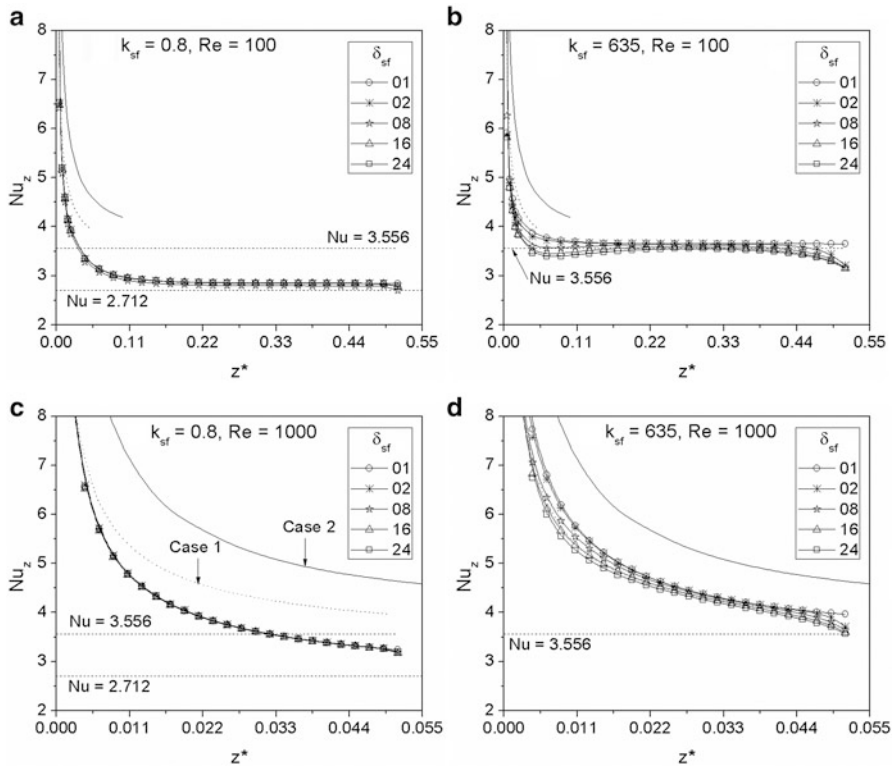 a
k_sf = 0.8, Re = 100
δ_sf
01
02
08
16
24
Nu = 3.556
Nu = 2.712
Nu_z
8
7
6
5
4
3
2
0.00 0.11 0.22 0.33 0.44 0.55
z*
b
k_sf = 635, Re = 100
δ_sf
01
02
08
16
24
Nu = 3.556
Nu_z
8
7
6
5
4
3
2
0.00 0.11 0.22 0.33 0.44 0.55
z*
c
k_sf = 0.8, Re = 1000
δ_sf
01
02
08
16
24
Case 2
Case 1
Nu = 3.556
Nu = 2.712
Nu_z
8
7
6
5
4
3
2
0.000 0.011 0.022 0.033 0.044 0.055
z*
d
k_sf = 635, Re = 1000
δ_sf
01
02
08
16
24
Nu = 3.556
Nu_z
8
7
6
5
4
3
2
0.000 0.011 0.022 0.033 0.044 0.055
z*